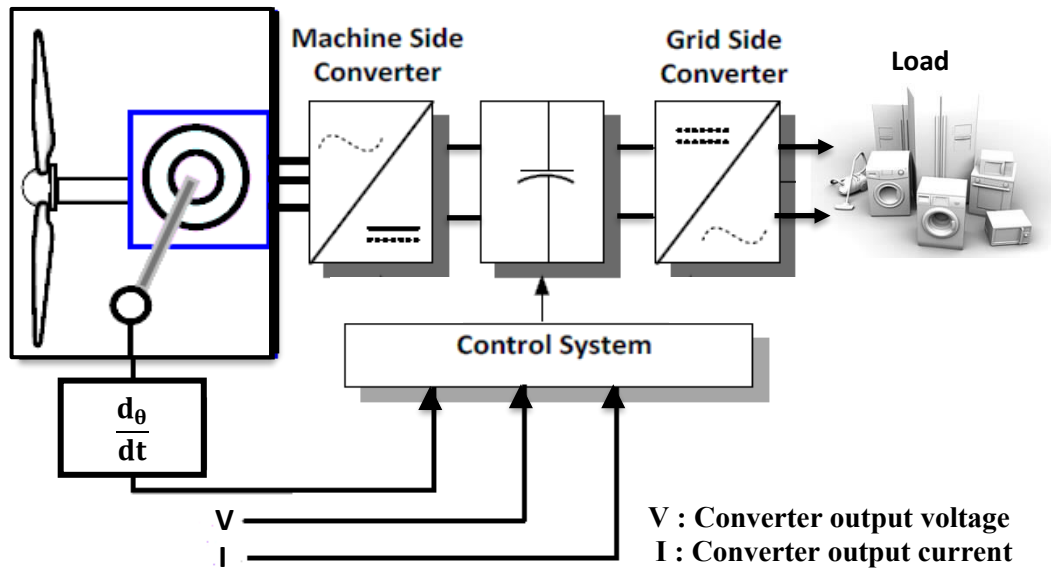 Machine Side
Converter
Grid Side
Converter
Load
Control System
dθ
dt
V
I
V : Converter output voltage
I : Converter output current